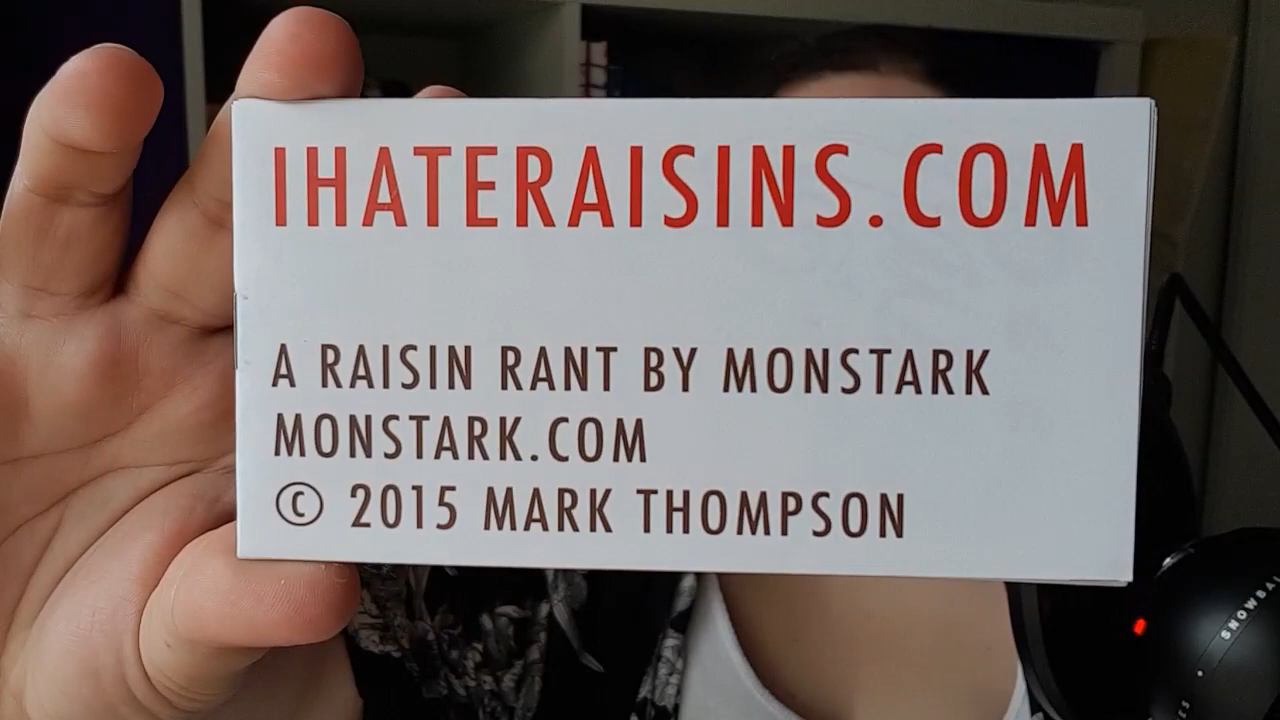 IHATERAISINS.COM
A RAISIN RANT BY MONSTARK
MONSTARK.COM
© 2015 MARK THOMPSON